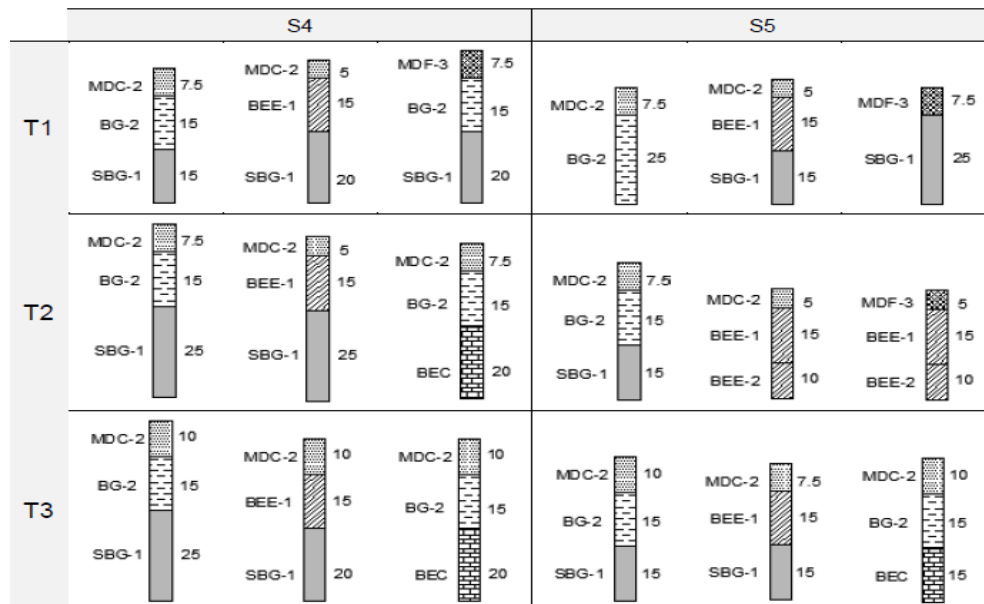 S4 S5
T1
MDC-2 7.5
BG-2 15
SBG-1 15
MDC-2 5
BEE-1 15
SBG-1 20
MDF-3 7.5
BG-2 15
SBG-1 20
MDC-2 7.5
BG-2 25
MDC-2 5
BEE-1 15
SBG-1 15
MDF-3 7.5
SBG-1 25
T2
MDC-2 7.5
BG-2 15
SBG-1 25
MDC-2 5
BEE-1 15
SBG-1 25
MDC-2 7.5
BG-2 15
BEC 20
MDC-2 7.5
BG-2 15
SBG-1 15
MDC-2 5
BEE-1 15
BEE-2 10
MDF-3 5
BEE-1 15
BEE-2 10
T3
MDC-2 10
BG-2 15
SBG-1 25
MDC-2 10
BEE-1 15
SBG-1 20
MDC-2 10
BG-2 15
BEC 20
MDC-2 10
BG-2 15
SBG-1 15
MDC-2 7.5
BEE-1 15
SBG-1 15
MDC-2 10
BG-2 15
BEC 15